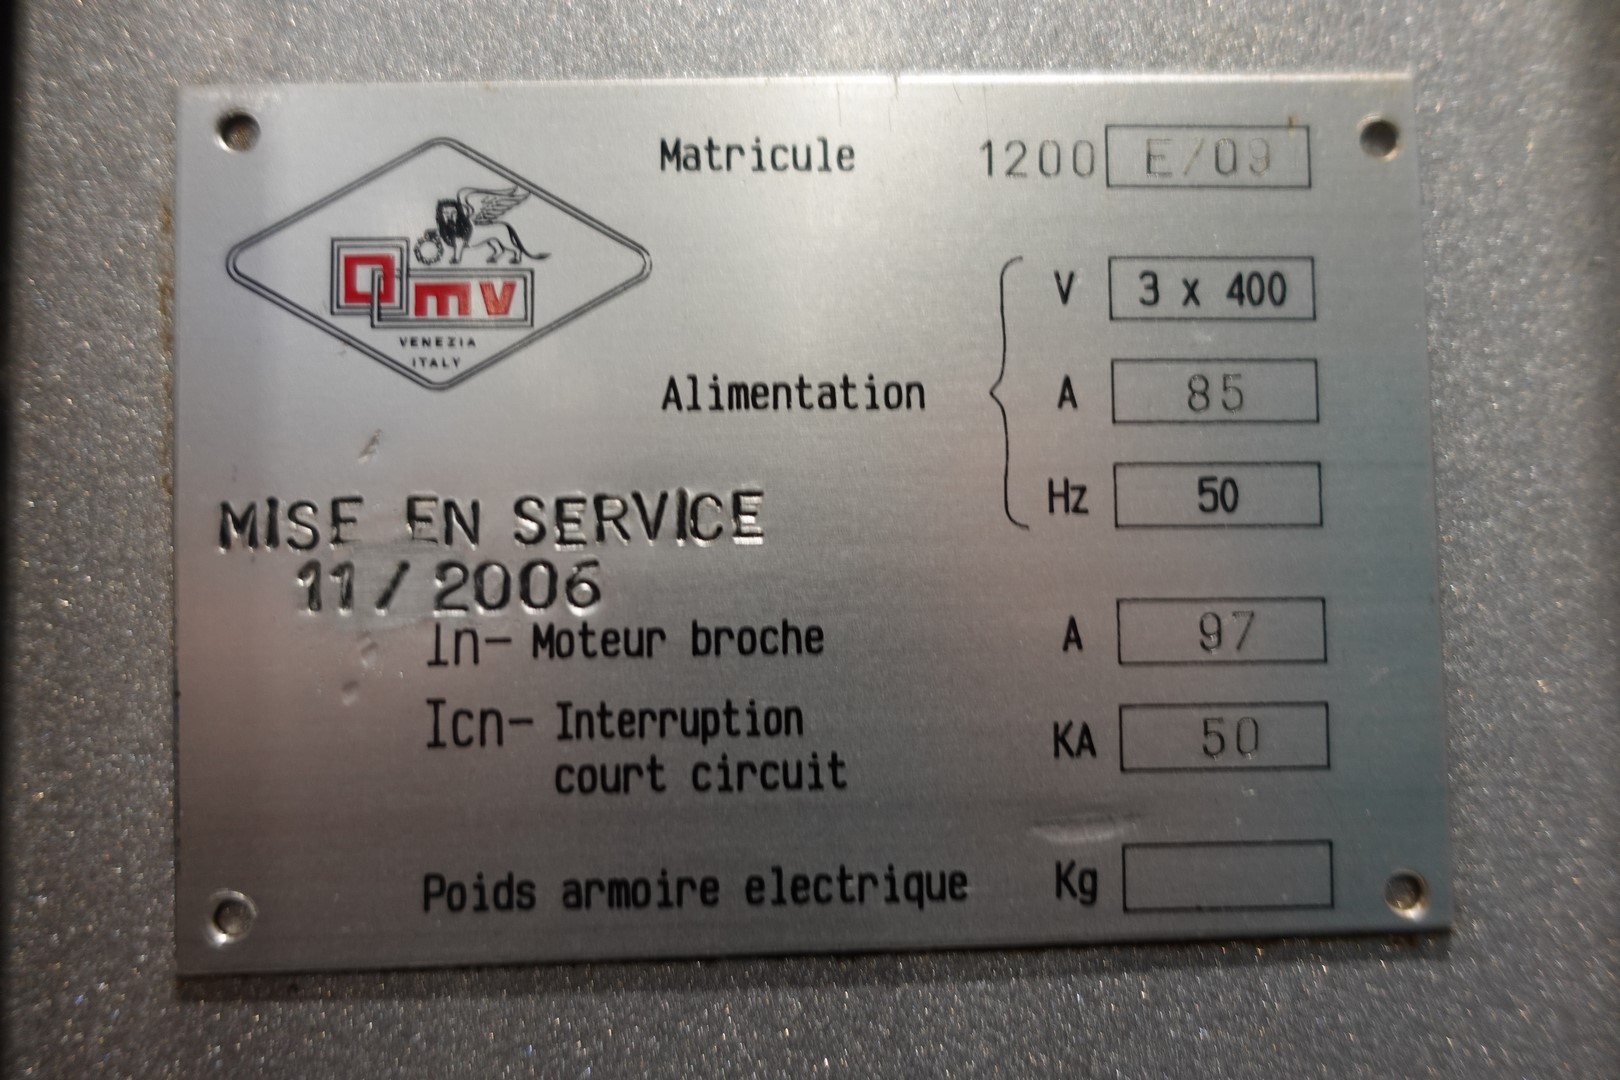 Matricule 1200 E/09
OMV
VENEZIA
ITALY
V 3 x 400
Alimentation A 85
Hz 50
MISE EN SERVICE
11/2006
In- Moteur broche A 97
Icn- Interruption
court circuit KA 50
Poids armoire electrique Kg